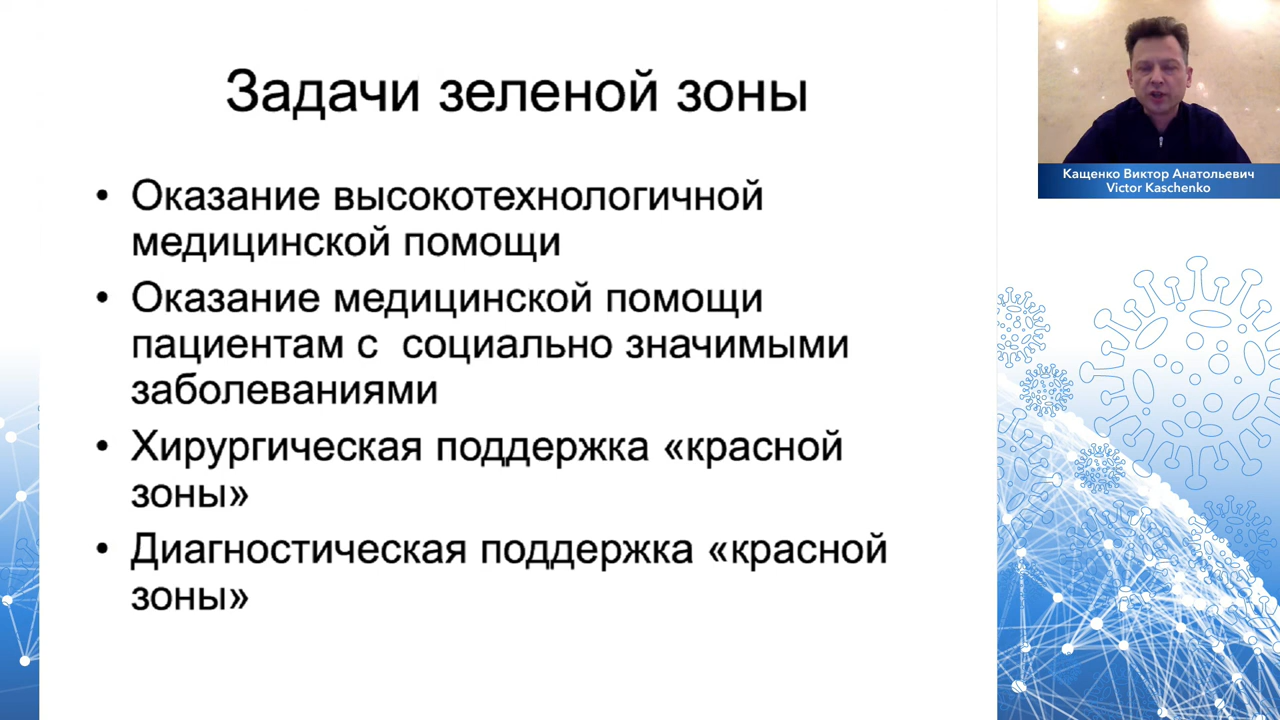 Задачи зеленой зоны
• Оказание высокотехнологичной
медицинской помощи
• Оказание медицинской помощи
пациентам с  социально значимыми
заболеваниями
• Хирургическая поддержка «красной
зоны»
• Диагностическая поддержка «красной
зоны»
Кащенко Виктор Анатольевич
Victor Kaschenko